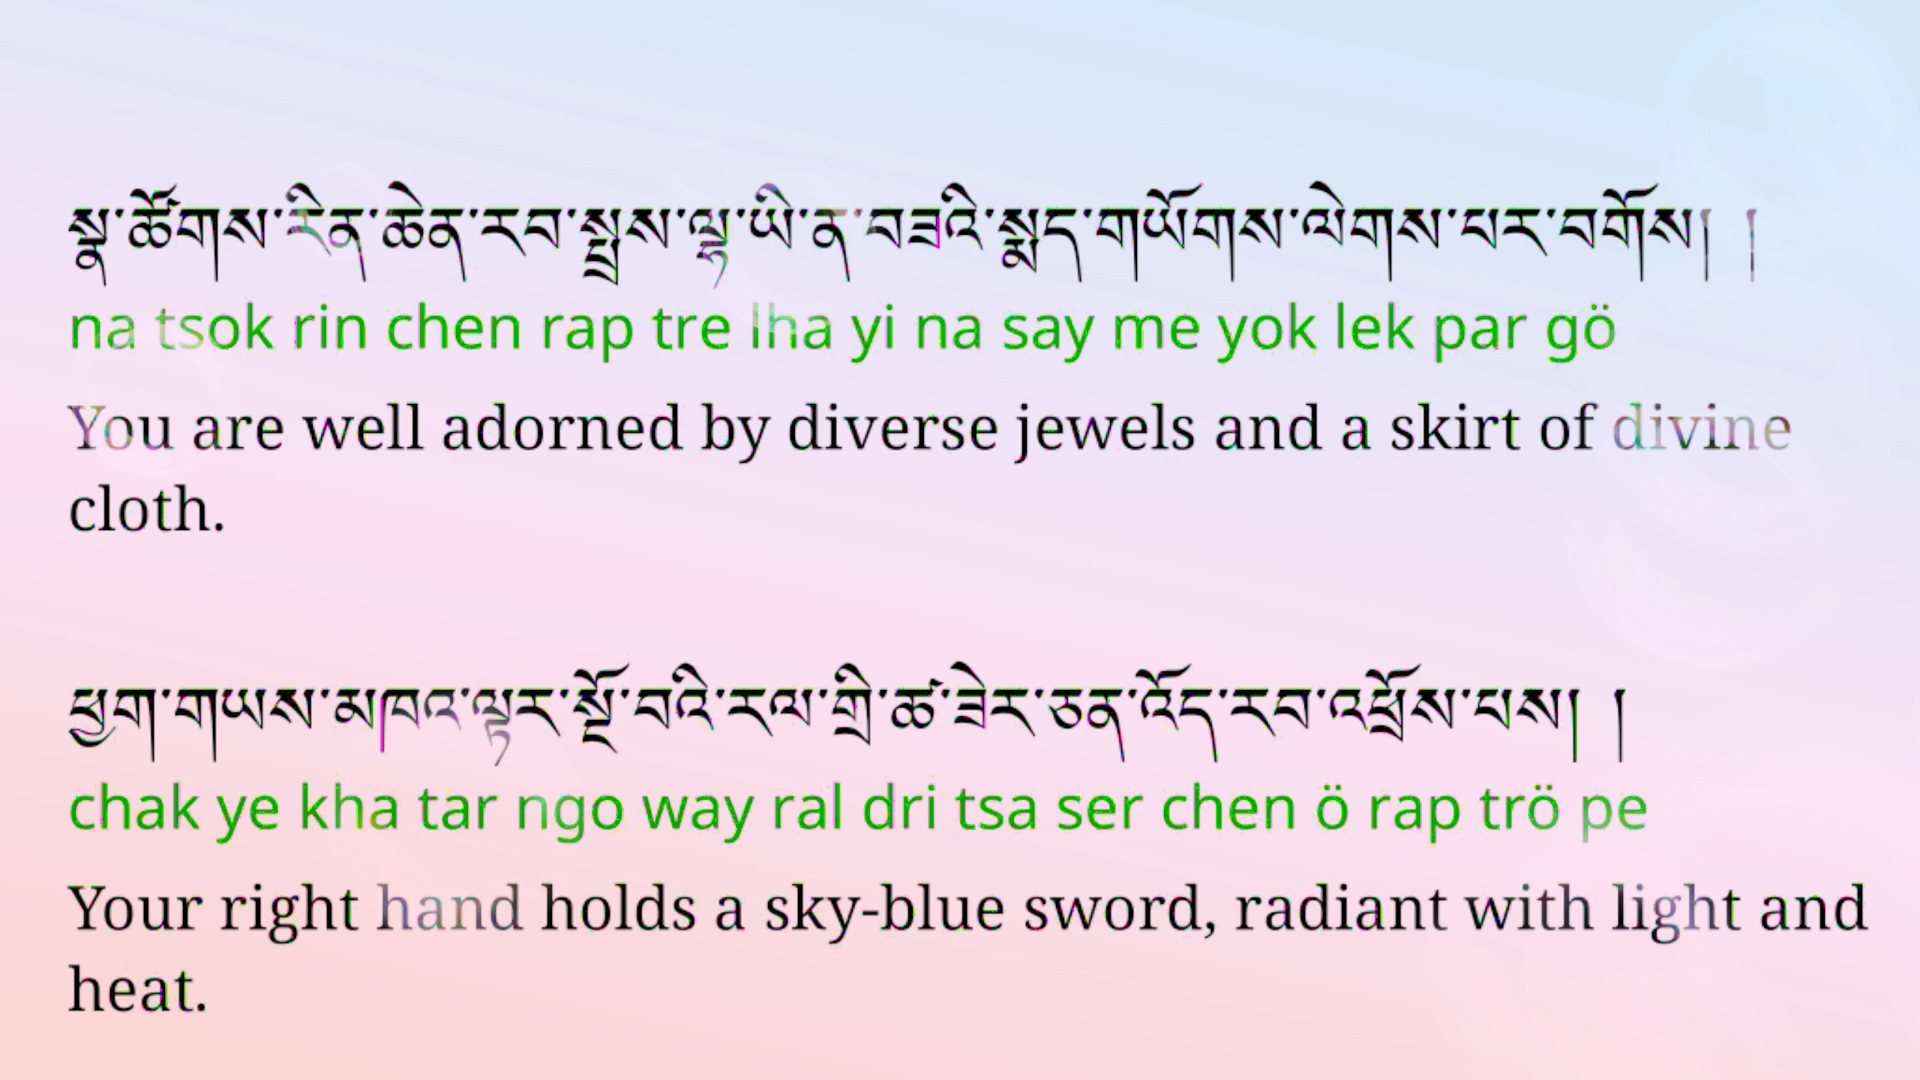 སྣ་ཚོགས་རིན་ཆེན་རབ་སྤྲས་ལྷ་ཡི་ན་བཟའི་སྨད་གཡོགས་ལེགས་པར་བགོས། །
na tsok rin chen rap tre lha yi na say me yok lek par gö
You are well adorned by diverse jewels and a skirt of divine
cloth.
ཕྱག་གཡས་མཁའ་ལྟར་སྔོ་བའི་རལ་གྲི་ཚ་ཟེར་ཅན་འོད་རབ་འཕྲོས་པས། །
chak ye kha tar ngo way ral dri tsa ser chen ö rap trö pe
Your right hand holds a sky-blue sword, radiant with light and
heat.